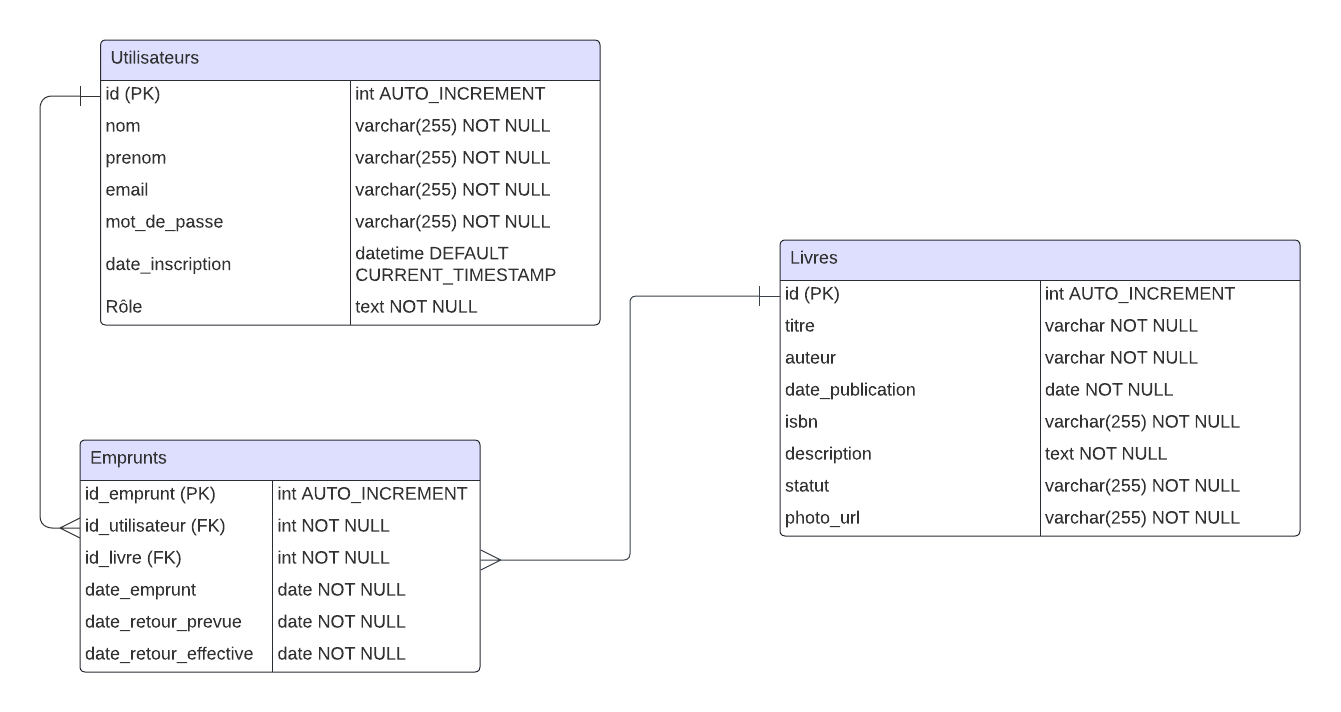 Utilisateurs
id (PK) int AUTO_INCREMENT
nom varchar(255) NOT NULL
prenom varchar(255) NOT NULL
email varchar(255) NOT NULL
mot_de_passe varchar(255) NOT NULL
date_inscription datetime DEFAULT
CURRENT_TIMESTAMP
Rôle text NOT NULL
Livres
id (PK) int AUTO_INCREMENT
titre varchar NOT NULL
auteur varchar NOT NULL
date_publication date NOT NULL
isbn varchar(255) NOT NULL
description text NOT NULL
statut varchar(255) NOT NULL
photo_url varchar(255) NOT NULL
Emprunts
id_emprunt (PK) int AUTO_INCREMENT
id_utilisateur (FK) int NOT NULL
id_livre (FK) int NOT NULL
date_emprunt date NOT NULL
date_retour_prevue date NOT NULL
date_retour_effective date NOT NULL